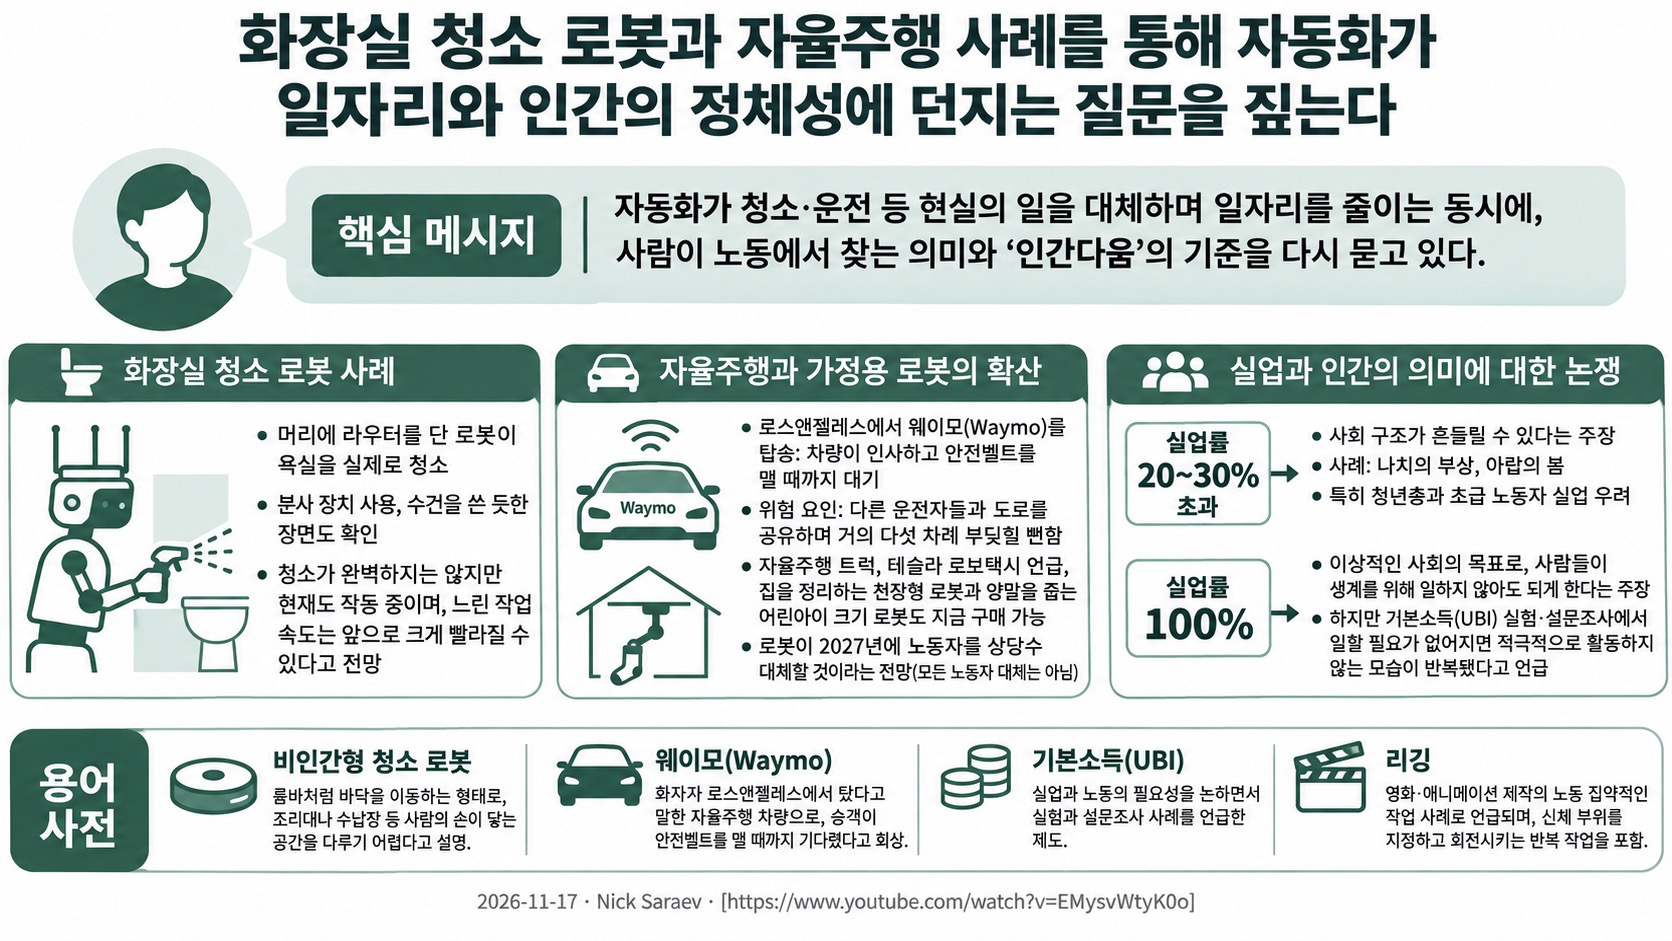 화장실 청소 로봇과 자율주행 사례를 통해 자동화가
일자리와 인간의 정체성에 던지는 질문을 짚는다
핵심 메시지
자동화가 청소·운전 등 현실의 일을 대체하며 일자리를 줄이는 동시에,
사람이 노동에서 찾는 의미와 ‘인간다움’의 기준을 다시 묻고 있다.
화장실 청소 로봇 사례
• 머리에 라우터를 단 로봇이
욕실을 실제로 청소
• 분사 장치 사용, 수건을 쓴 듯한
장면도 확인
• 청소가 완벽하지는 않지만
현재도 작동 중이며, 느린 작업
속도는 앞으로 크게 빨라질 수
있다고 전망
자율주행과 가정용 로봇의 확산
Waymo
• 로스앤젤레스에서 웨이모(Waymo)를
탑승: 차량이 인사하고 안전벨트를
맬 때까지 대기
• 위험 요인: 다른 운전자들과 도로를
공유하며 거의 다섯 차례 부딪힐 뻔함
• 자율주행 트럭, 테슬라 로보택시 언급,
집을 정리하는 천장형 로봇과 양말을 줍는
어린아이 크기 로봇도 지금 구매 가능
• 로봇이 2027년에 노동자를 상당수
대체할 것이라는 전망(모든 노동자 대체는 아님)
실업과 인간의 의미에 대한 논쟁
실업률
20~30%
초과
• 사회 구조가 흔들릴 수 있다는 주장
• 사례: 나치의 부상, 아랍의 봄
• 특히 청년층과 초급 노동자 실업 우려
실업률
100%
• 이상적인 사회의 목표로, 사람들이
생계를 위해 일하지 않아도 되게 한다는 주장
• 하지만 기본소득(UBI) 실험·설문조사에서
일할 필요가 없어지면 적극적으로 활동하지
않는 모습이 반복됐다고 언급
용어
사전
비인간형 청소 로봇
룸바처럼 바닥을 이동하는 형태로,
조리대나 수납장 등 사람의 손이 닿는
공간을 다루기 어렵다고 설명.
웨이모(Waymo)
화자자 로스앤젤레스에서 탔다고
말한 자율주행 차량으로, 승객이
안전벨트를 맬 때까지 기다렸다고 회상.
기본소득(UBI)
실업과 노동의 필요성을 논하면서
실험과 설문조사 사례를 언급한
제도.
리깅
영화·애니메이션 제작의 노동 집약적인
작업 사례로 언급되며, 신체 부위를
지정하고 회전시키는 반복 작업을 포함.
2026-11-17 · Nick Saraev · [https://www.youtube.com/watch?v=EMysvWtyK0o]